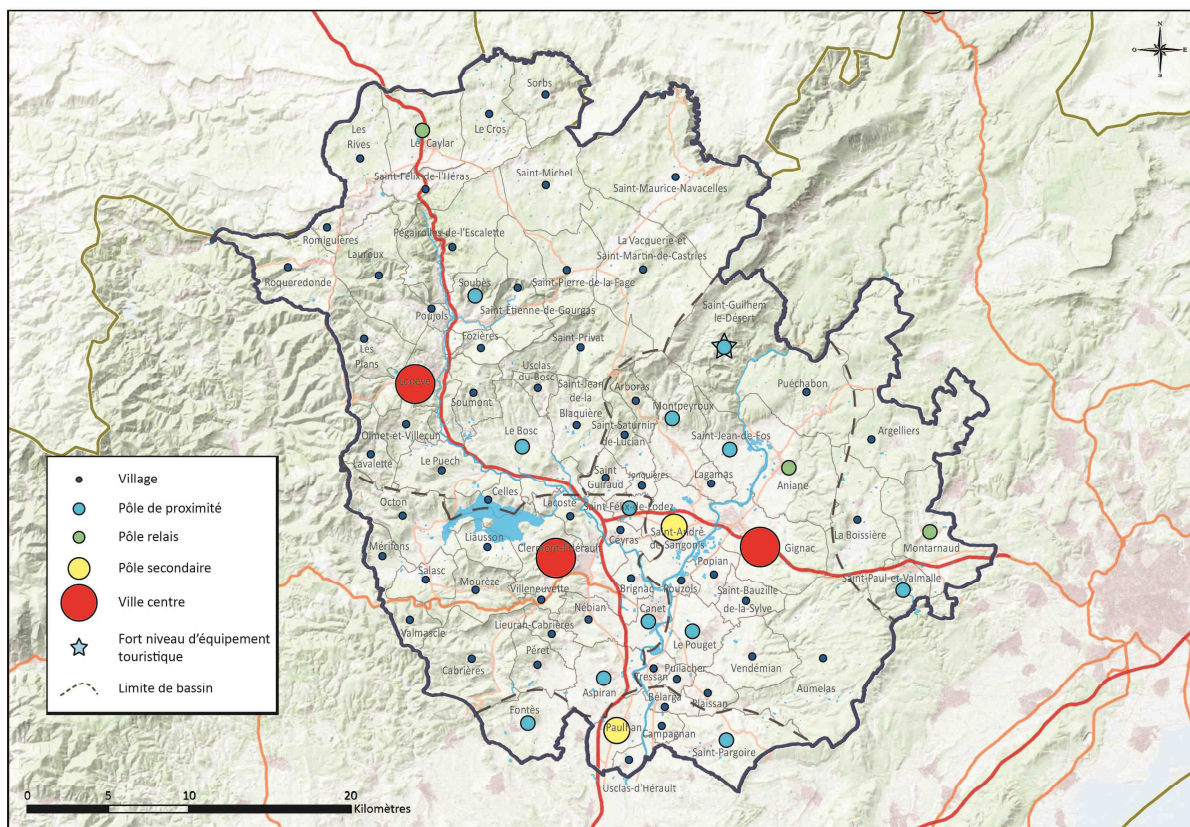 N
O
E
S
Sorbs
Le Cros
Les
Rives
Le Caylar
Saint-Félix-de-l'Héras
Saint-Michel
Saint-Maurice-Navacelles
Romiguières
Pégairolles-de-l'Escalette
La Vacquerie-et
Saint-Martin-de-Castries
Lauroux
Roqueredonde
Soubès
Saint-Pierre-de-la-Fage
Saint-Étienne-de-Gourgas
Saint-Guilhem
le-Désert
Poujols
Fozières
Les
Plans
Saint-Privat
Lodève
Usclas
du-Bosc
Soumont
Saint-Jean
de-la
Blaquière
Arboras
Puéchabon
Montpeyroux
Olmet-et-Villecun
Le Bosc
Saint-Saturnin
de-Lucian
Saint-Jean-de-Fos
Argelliers
Lavalette
Le Puech
Saint
Guiraud
Jonquières
Lagamas
Aniane
Celles
Octon
Lacoste
Saint-Félix-de-Lodez
Saint-André
de-Sangonis
La Boissière
Montarnaud
Liausson
Clermont-l'Hérault
Ceyras
Gignac
Mérifons
Salasc
Mourèze
Villeneuvette
Brignac
Pouzols
Popian
Saint-Bauzille
de-la-Sylve
Saint-Paul-et-Valmalle
Valmascle
Lieuran-Cabrières
Nébian
Canet
Le Pouget
Cabrières
Péret
Tressan
Puilacher
Vendémian
Aumelas
Aspiran
Bélarga
Plaissan
Fontès
Paulhan
Campagnan
Saint-Pargoire
Usclas-d'Hérault
Village
Pôle de proximité
Pôle relais
Pôle secondaire
Ville centre
Fort niveau d'équipement
touristique
Limite de bassin
0
5
10
20
Kilomètres